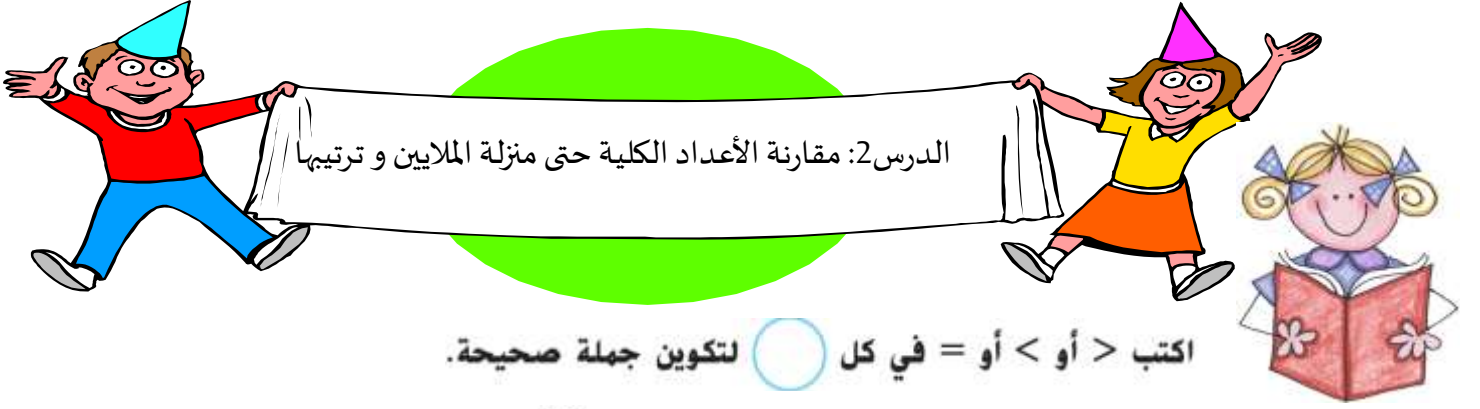 الدرس2: مقارنة الأعداد الكلية حتى منزلة الملايين و ترتيبها
اكتب < أو > أو = في كل ◯ لتكوين جملة صحيحة.